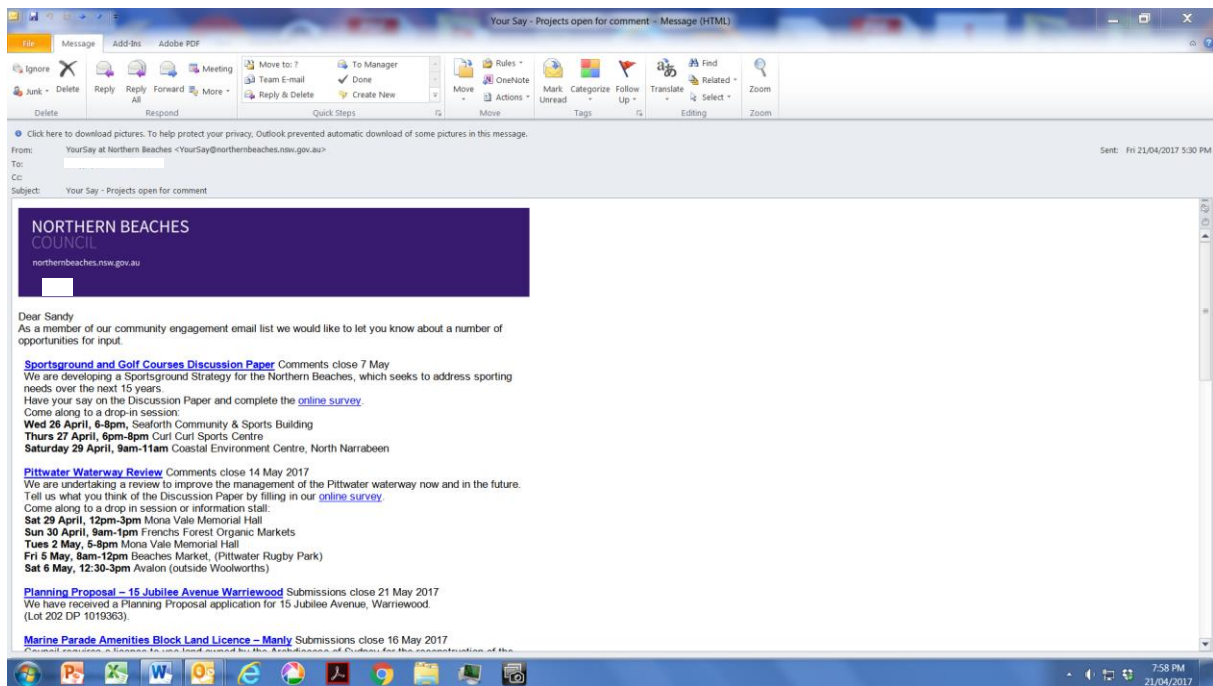 Your Say - Projects open for comment - Message (HTML)
File Message Add-Ins Adobe PDF
Ignore
Junk
Delete
Reply
Reply All
Forward
Meeting
More
Move to: ?
Team E-mail
Reply & Delete
To Manager
Done
Create New
Move
Rules
OneNote
Actions
Mark Unread
Categorize
Follow Up
Translate
Find
Related
Select
Zoom
Delete Respond Quick Steps Move Tags Editing Zoom
Click here to download pictures. To help protect your privacy, Outlook prevented automatic download of some pictures in this message.
From: YourSay at Northern Beaches <YourSay@northernbeaches.nsw.gov.au> Sent: Fri 21/04/2017 5:30 PM
To:
Cc:
Subject: Your Say - Projects open for comment
NORTHERN BEACHES
COUNCIL
northernbeaches.nsw.gov.au
Dear Sandy
As a member of our community engagement email list we would like to let you know about a number of
opportunities for input.
Sportsground and Golf Courses Discussion Paper Comments close 7 May
We are developing a Sportsground Strategy for the Northern Beaches, which seeks to address sporting
needs over the next 15 years.
Have your say on the Discussion Paper and complete the online survey.
Come along to a drop-in session:
Wed 26 April, 6-8pm, Seaforth Community & Sports Building
Thurs 27 April, 6pm-8pm Curl Curl Sports Centre
Saturday 29 April, 9am-11am Coastal Environment Centre, North Narrabeen
Pittwater Waterway Review Comments close 14 May 2017
We are undertaking a review to improve the management of the Pittwater waterway now and in the future.
Tell us what you think of the Discussion Paper by filling in our online survey.
Come along to a drop in session or information stall:
Sat 29 April, 12pm-3pm Mona Vale Memorial Hall
Sun 30 April, 9am-1pm Frenchs Forest Organic Markets
Tues 2 May, 5-8pm Mona Vale Memorial Hall
Fri 5 May, 8am-12pm Beaches Market, (Pittwater Rugby Park)
Sat 6 May, 12:30-3pm Avalon (outside Woolworths)
Planning Proposal – 15 Jubilee Avenue Warriewood Submissions close 21 May 2017
We have received a Planning Proposal application for 15 Jubilee Avenue, Warriewood.
(Lot 202 DP 1019363).
Marine Parade Amenities Block Land Licence – Manly Submissions close 16 May 2017
Council requires a licence to use land owned by the Archdiocese of Sydney for the reconstruction of the
7:58 PM
21/04/2017